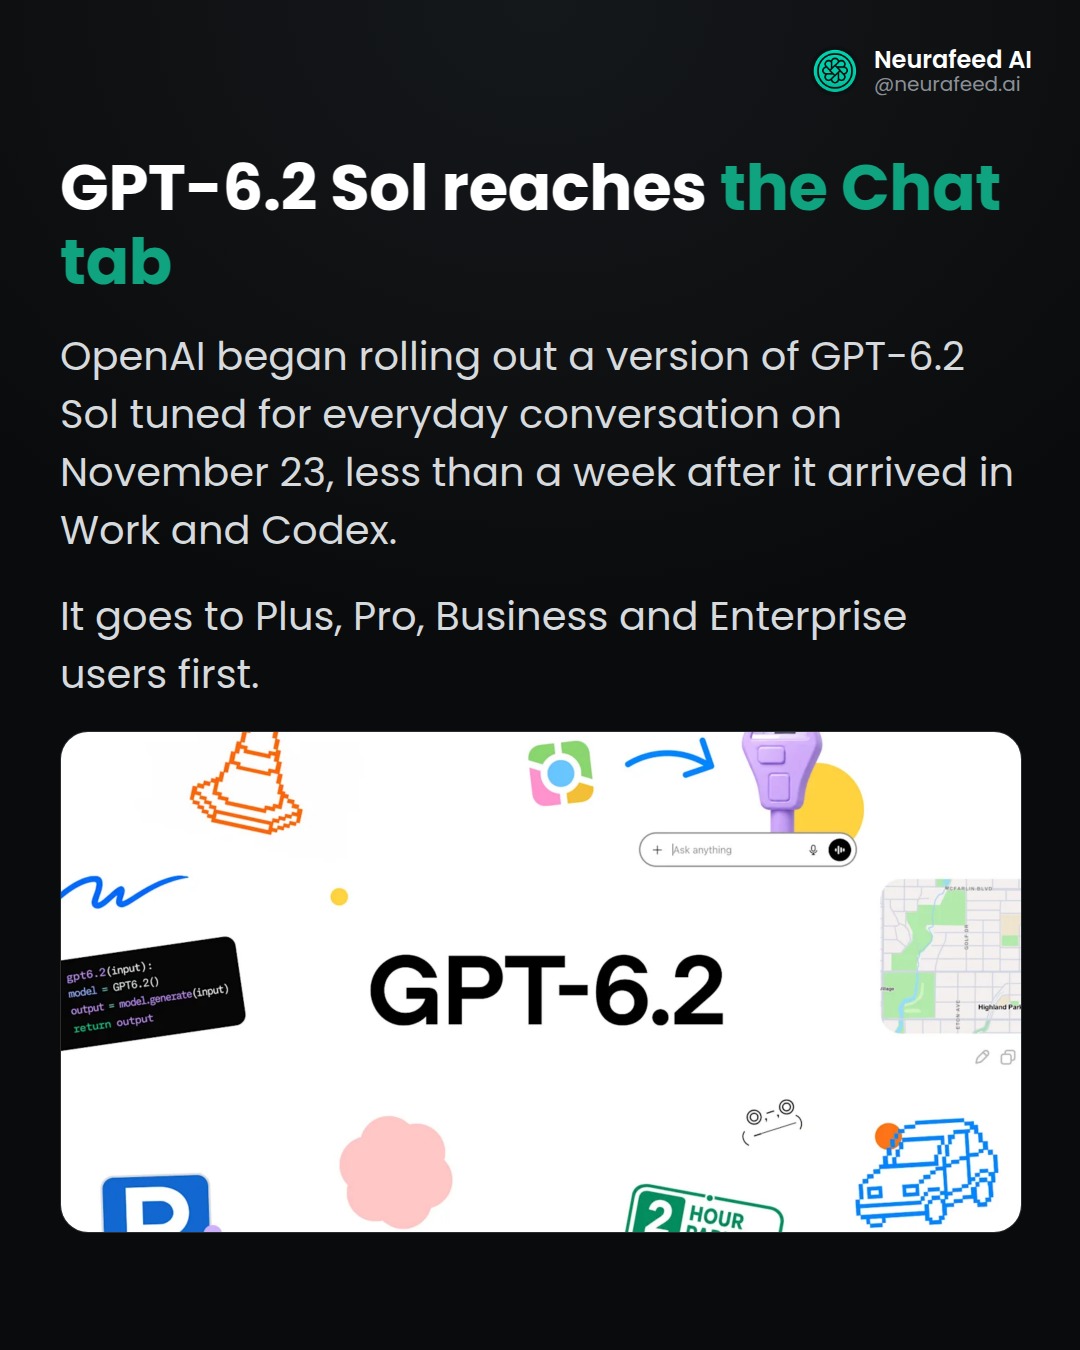 Neurafeed AI
@neurafeed.ai
GPT-6.2 Sol reaches the Chat
tab
OpenAI began rolling out a version of GPT-6.2
Sol tuned for everyday conversation on
November 23, less than a week after it arrived in
Work and Codex.
It goes to Plus, Pro, Business and Enterprise
users first.
Ask anything
GOLF DR
Highland Park
gpt6.2(input):
model = GPT6.2()
output = model.generate(input)
return output
GPT-6.2
P
2 HOUR